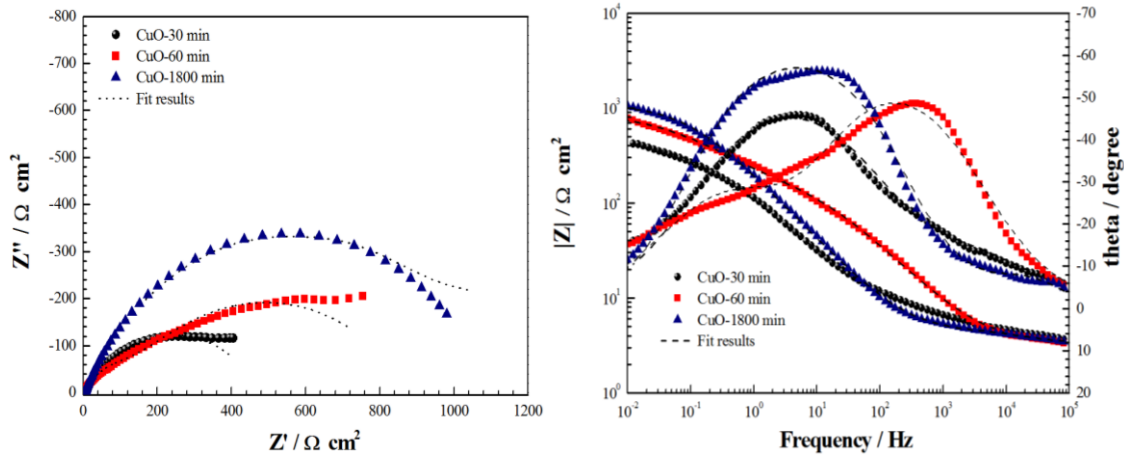 -800
-700
-600
-500
-400
-300
-200
-100
0
0 200 400 600 800 1000 1200
Z'' / Ω cm²
Z' / Ω cm²
CuO-30 min
CuO-60 min
CuO-1800 min
Fit results
10⁴
10³
10²
10¹
10⁰
|Z| / Ω cm²
10⁻² 10⁻¹ 10⁰ 10¹ 10² 10³ 10⁴ 10⁵
Frequency / Hz
-70
-60
-50
-40
-30
-20
-10
0
10
20
theta / degree
CuO-30 min
CuO-60 min
CuO-1800 min
Fit results